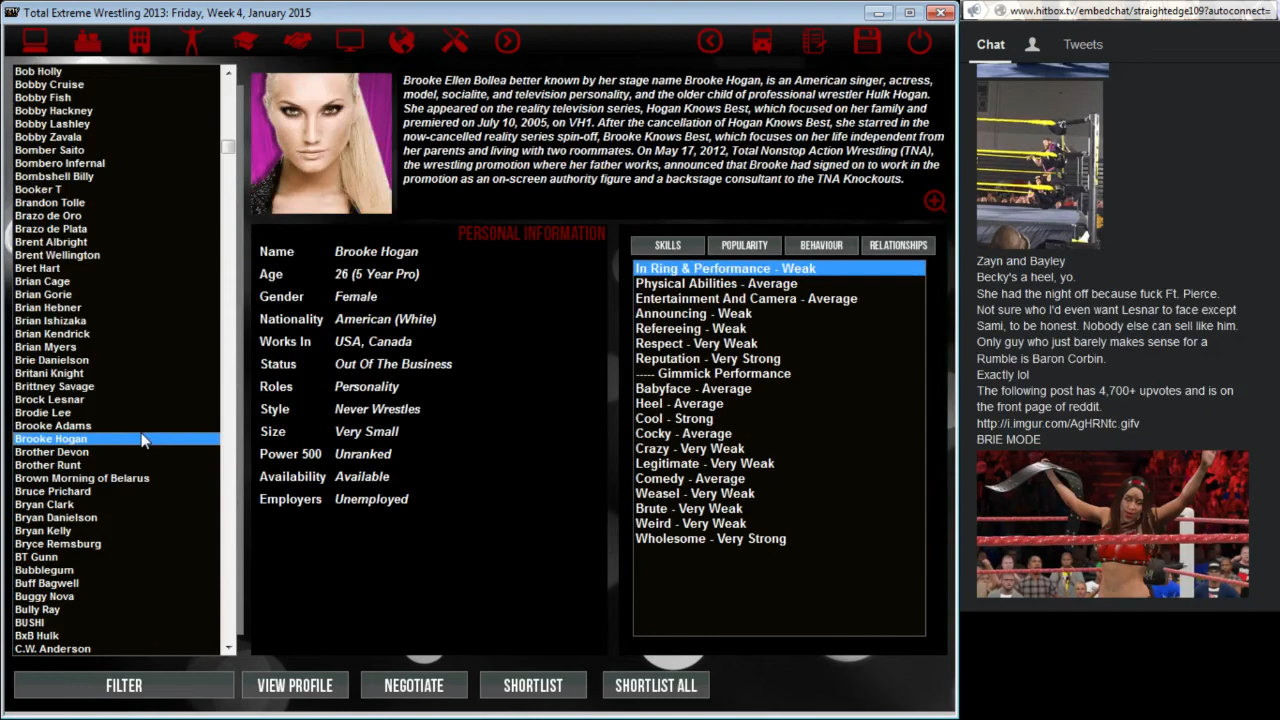 Total Extreme Wrestling 2013: Friday, Week 4, January 2015
Bob Holly
Bobby Cruise
Bobby Fish
Bobby Hackney
Bobby Lashley
Bobby Zavala
Bomber Saito
Bombero Infernal
Bombshell Billy
Booker T
Brandon Tolle
Brazo de Oro
Brazo de Plata
Brent Albright
Brent Wellington
Bret Hart
Brian Cage
Brian Gorie
Brian Hebner
Brian Ishizaka
Brian Kendrick
Brian Myers
Brie Danielson
Britani Knight
Brittney Savage
Brock Lesnar
Brodie Lee
Brooke Adams
Brooke Hogan
Brother Devon
Brother Runt
Brown Morning of Belarus
Bruce Prichard
Bryan Clark
Bryan Danielson
Bryan Kelly
Bryce Remsburg
BT Gunn
Bubblegum
Buff Bagwell
Buggy Nova
Bully Ray
BUSHI
BxB Hulk
C.W. Anderson
Brooke Ellen Bollea better known by her stage name Brooke Hogan, is an American singer, actress,
model, socialite, and television personality, and the older child of professional wrestler Hulk Hogan.
She appeared on the reality television series, Hogan Knows Best, which focused on her family and
premiered on July 10, 2005, on VH1. After the cancellation of Hogan Knows Best, she starred in the
now-cancelled reality series spin-off, Brooke Knows Best, which focuses on her life independent from
her parents and living with two roommates. On May 17, 2012, Total Nonstop Action Wrestling (TNA),
the wrestling promotion where her father works, announced that Brooke had signed on to work in the
promotion as an on-screen authority figure and a backstage consultant to the TNA Knockouts.
PERSONAL INFORMATION
Name Brooke Hogan
Age 26 (5 Year Pro)
Gender Female
Nationality American (White)
Works In USA, Canada
Status Out Of The Business
Roles Personality
Style Never Wrestles
Size Very Small
Power 500 Unranked
Availability Available
Employers Unemployed
SKILLS POPULARITY BEHAVIOUR RELATIONSHIPS
In Ring & Performance - Weak
Physical Abilities - Average
Entertainment And Camera - Average
Announcing - Weak
Refereeing - Weak
Respect - Very Weak
Reputation - Very Strong
----- Gimmick Performance
Babyface - Average
Heel - Average
Cool - Strong
Cocky - Average
Crazy - Very Weak
Legitimate - Very Weak
Comedy - Average
Weasel - Very Weak
Brute - Very Weak
Weird - Very Weak
Wholesome - Very Strong
FILTER VIEW PROFILE NEGOTIATE SHORTLIST SHORTLIST ALL
www.hitbox.tv/embedchat/straightedge109?autoconnect=
Chat Tweets
Zayn and Bayley
Becky's a heel, yo.
She had the night off because fuck Ft. Pierce.
Not sure who I'd even want Lesnar to face except
Sami, to be honest. Nobody else can sell like him.
Only guy who just barely makes sense for a
Rumble is Baron Corbin.
Exactly lol
The following post has 4,700+ upvotes and is on
the front page of reddit.
http://i.imgur.com/AgHRNtc.gifv
BRIE MODE